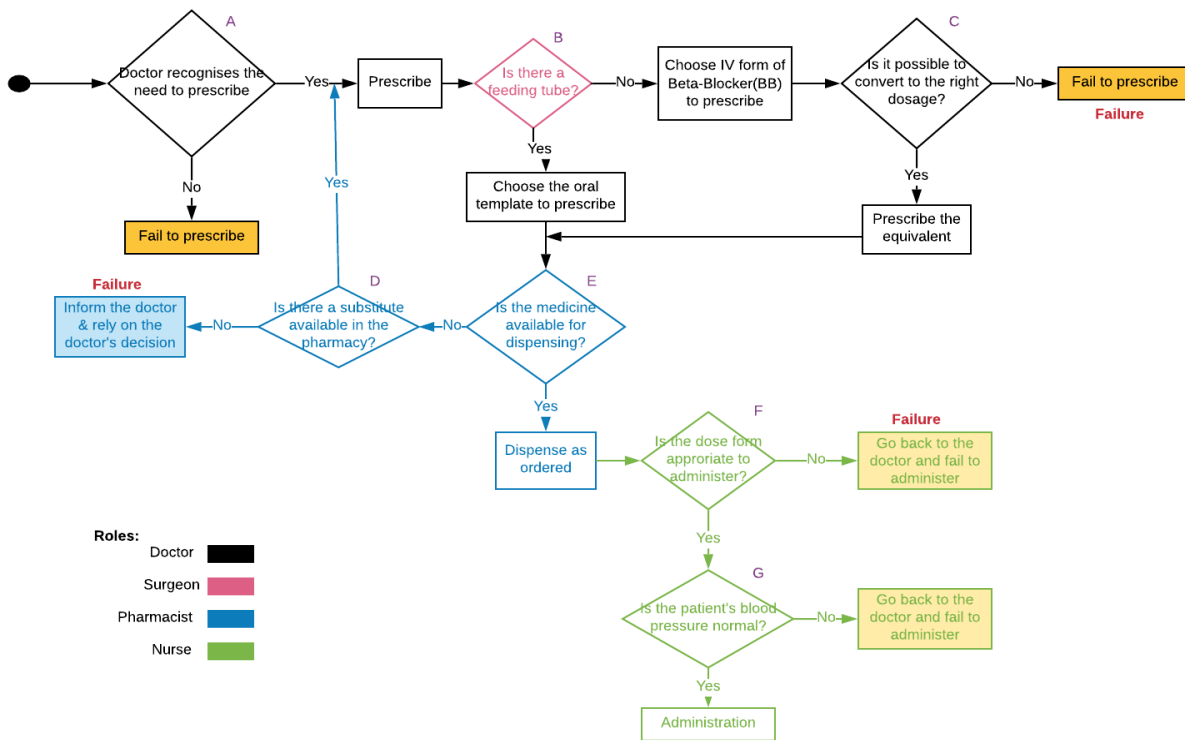 A
Doctor recognises the
need to prescribe
Yes
No
Fail to prescribe
Prescribe
B
Is there a
feeding tube?
No
Yes
Choose IV form of
Beta-Blocker(BB)
to prescribe
C
Is it possible to
convert to the right
dosage?
No
Fail to prescribe
Failure
Yes
Choose the oral
template to prescribe
Prescribe the
equivalent
Yes
D
Is there a substitute
available in the
pharmacy?
No
Failure
Inform the doctor
& rely on the
doctor's decision
E
Is the medicine
available for
dispensing?
No
Yes
Dispense as
ordered
F
Is the dose form
approriate to
administer?
No
Failure
Go back to the
doctor and fail to
administer
Yes
G
Is the patient's blood
pressure normal?
No
Go back to the
doctor and fail to
administer
Yes
Administration
Roles:
Doctor
Surgeon
Pharmacist
Nurse